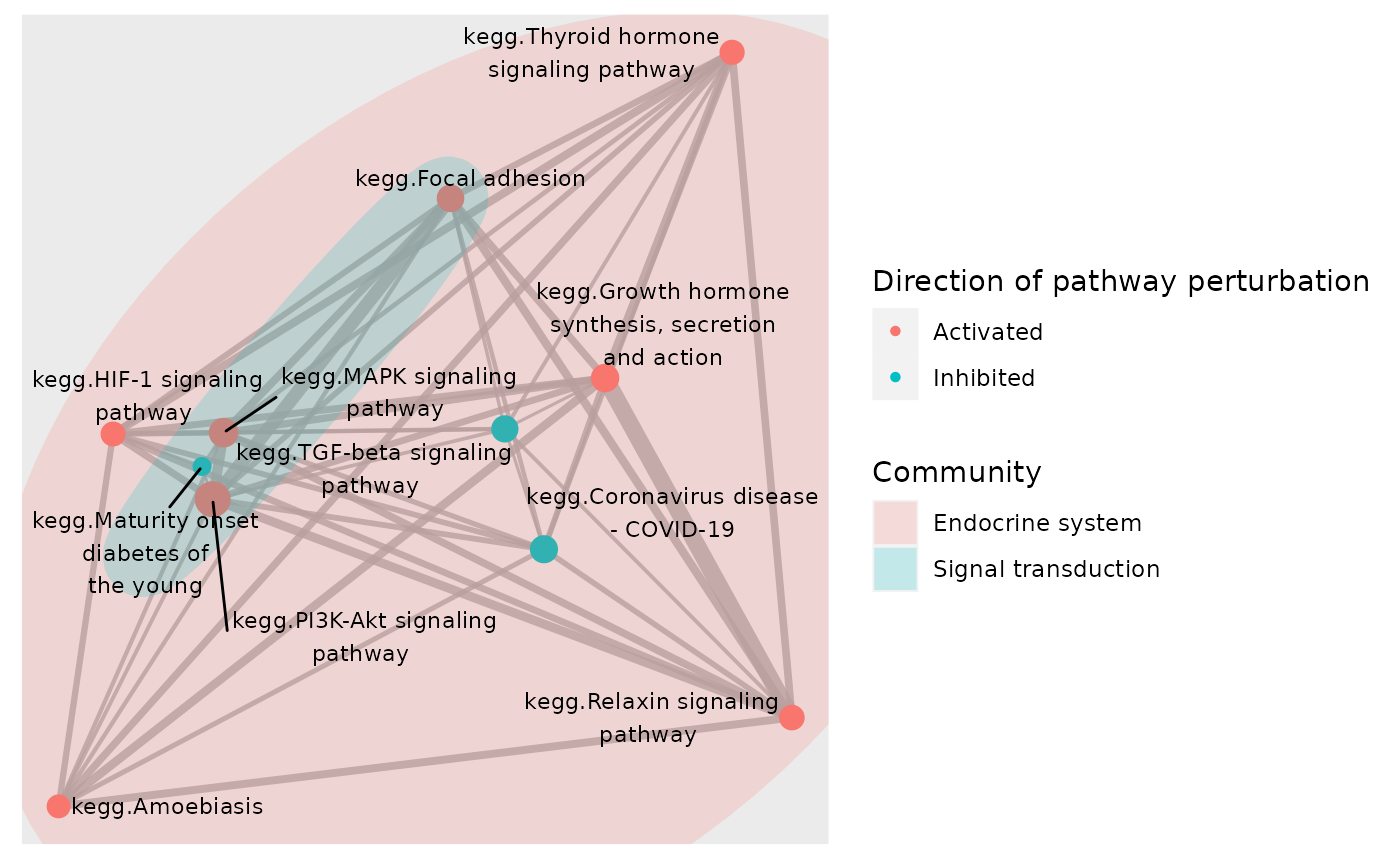 kegg.Thyroid hormone
signaling pathway
kegg.Focal adhesion
kegg.Growth hormone
synthesis, secretion
and action
kegg.HIF-1 signaling
pathway
kegg.MAPK signaling
pathway
kegg.TGF-beta signaling
pathway
kegg.Coronavirus disease
- COVID-19
kegg.Maturity onset
diabetes of
the young
kegg.PI3K-Akt signaling
pathway
kegg.Relaxin signaling
pathway
kegg.Amoebiasis
Direction of pathway perturbation
Activated
Inhibited
Community
Endocrine system
Signal transduction